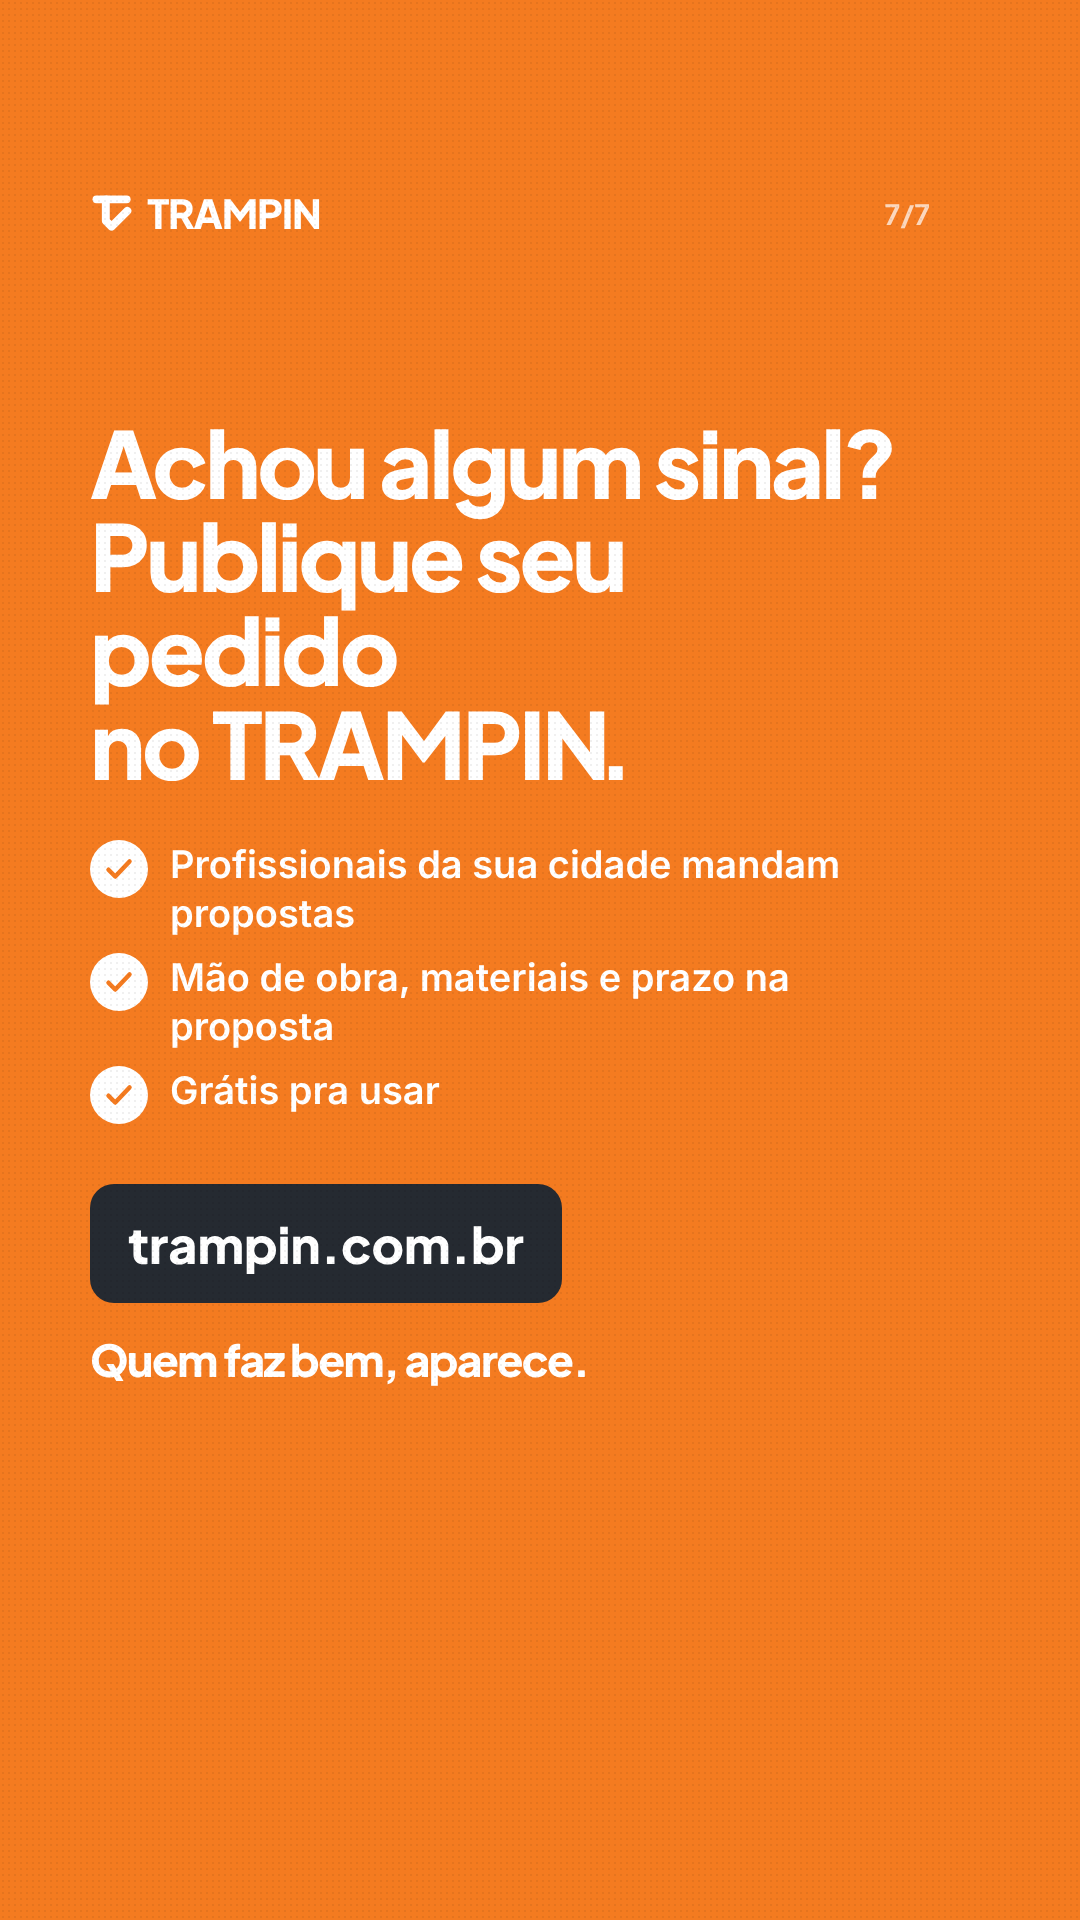 TRAMPIN
7/7
Achou algum sinal?
Publique seu
pedido
no TRAMPIN.
Profissionais da sua cidade mandam
propostas
Mão de obra, materiais e prazo na
proposta
Grátis pra usar
trampin.com.br
Quem faz bem, aparece.